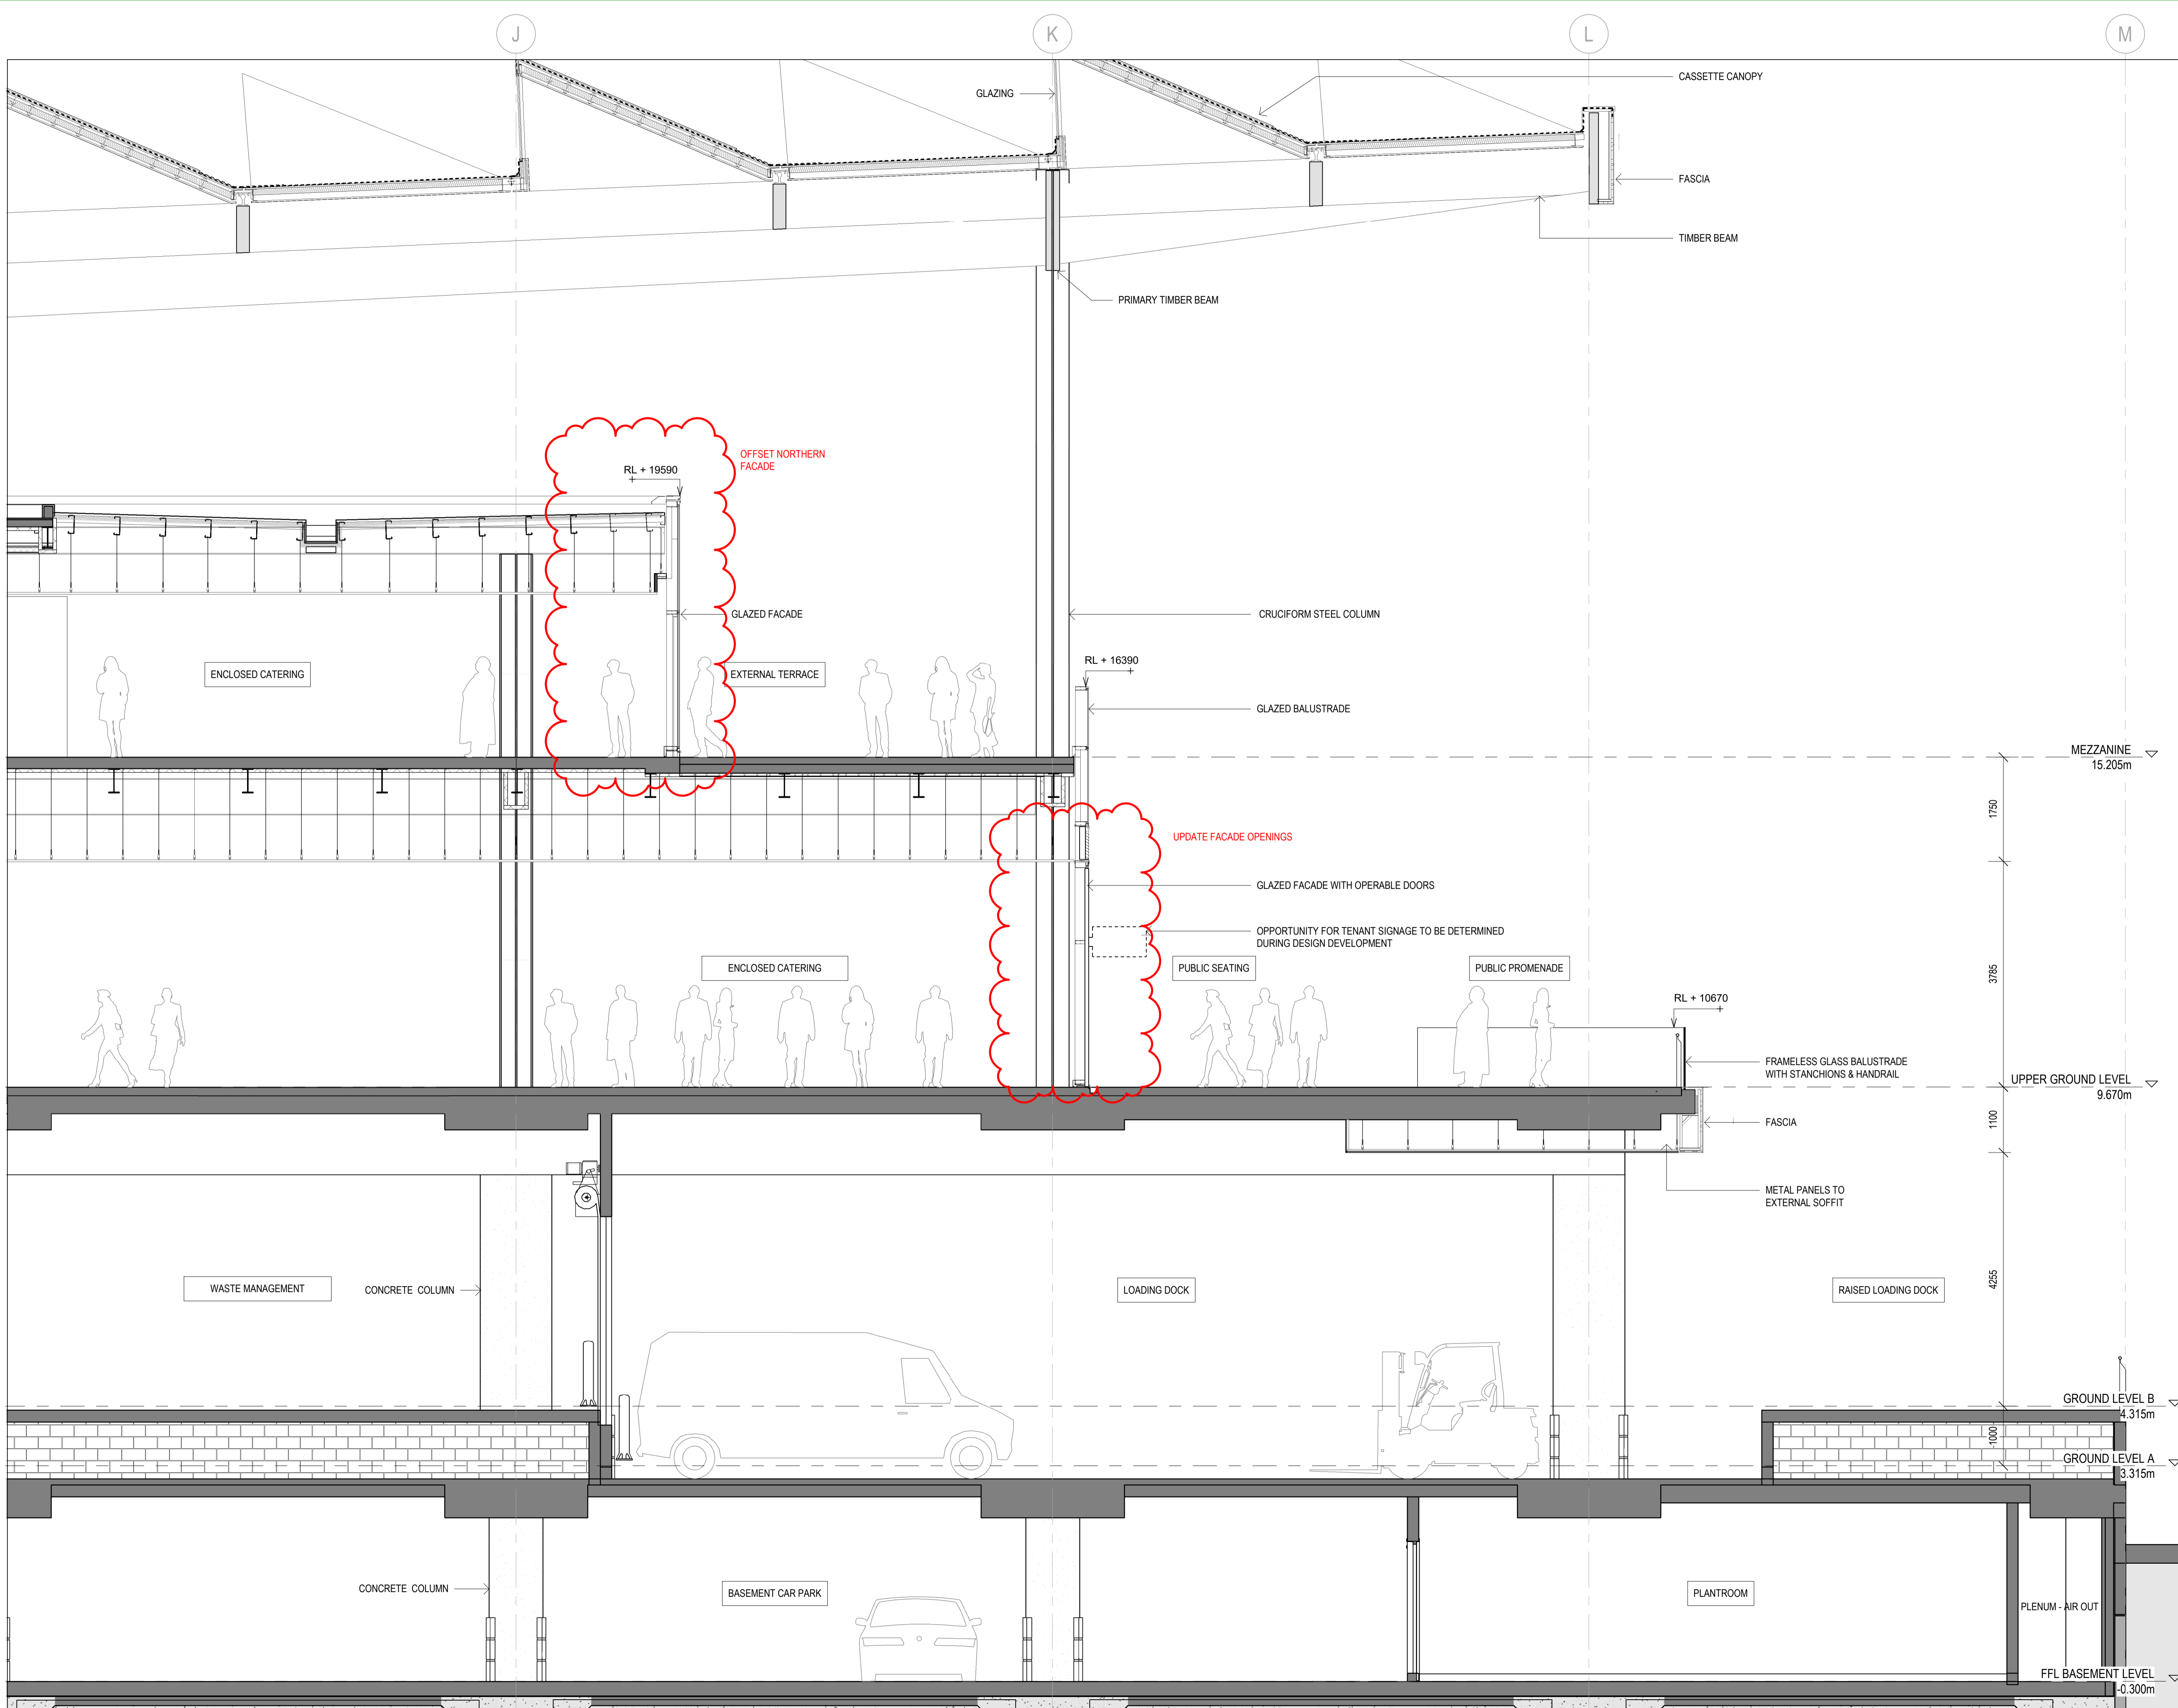 J
K
L
M
CASSETTE CANOPY
GLAZING
FASCIA
TIMBER BEAM
PRIMARY TIMBER BEAM
OFFSET NORTHERN
FACADE
RL + 19590
GLAZED FACADE
CRUCIFORM STEEL COLUMN
ENCLOSED CATERING
EXTERNAL TERRACE
RL + 16390
GLAZED BALUSTRADE
MEZZANINE
15.205m
1750
UPDATE FACADE OPENINGS
GLAZED FACADE WITH OPERABLE DOORS
OPPORTUNITY FOR TENANT SIGNAGE TO BE DETERMINED
DURING DESIGN DEVELOPMENT
ENCLOSED CATERING
PUBLIC SEATING
PUBLIC PROMENADE
3785
RL + 10670
FRAMELESS GLASS BALUSTRADE
WITH STANCHIONS & HANDRAIL
UPPER GROUND LEVEL
9.670m
1100
FASCIA
METAL PANELS TO
EXTERNAL SOFFIT
4255
WASTE MANAGEMENT
CONCRETE COLUMN
LOADING DOCK
RAISED LOADING DOCK
GROUND LEVEL B
4.315m
1000
GROUND LEVEL A
3.315m
CONCRETE COLUMN
BASEMENT CAR PARK
PLANTROOM
PLENUM - AIR OUT
FFL BASEMENT LEVEL
-0.300m